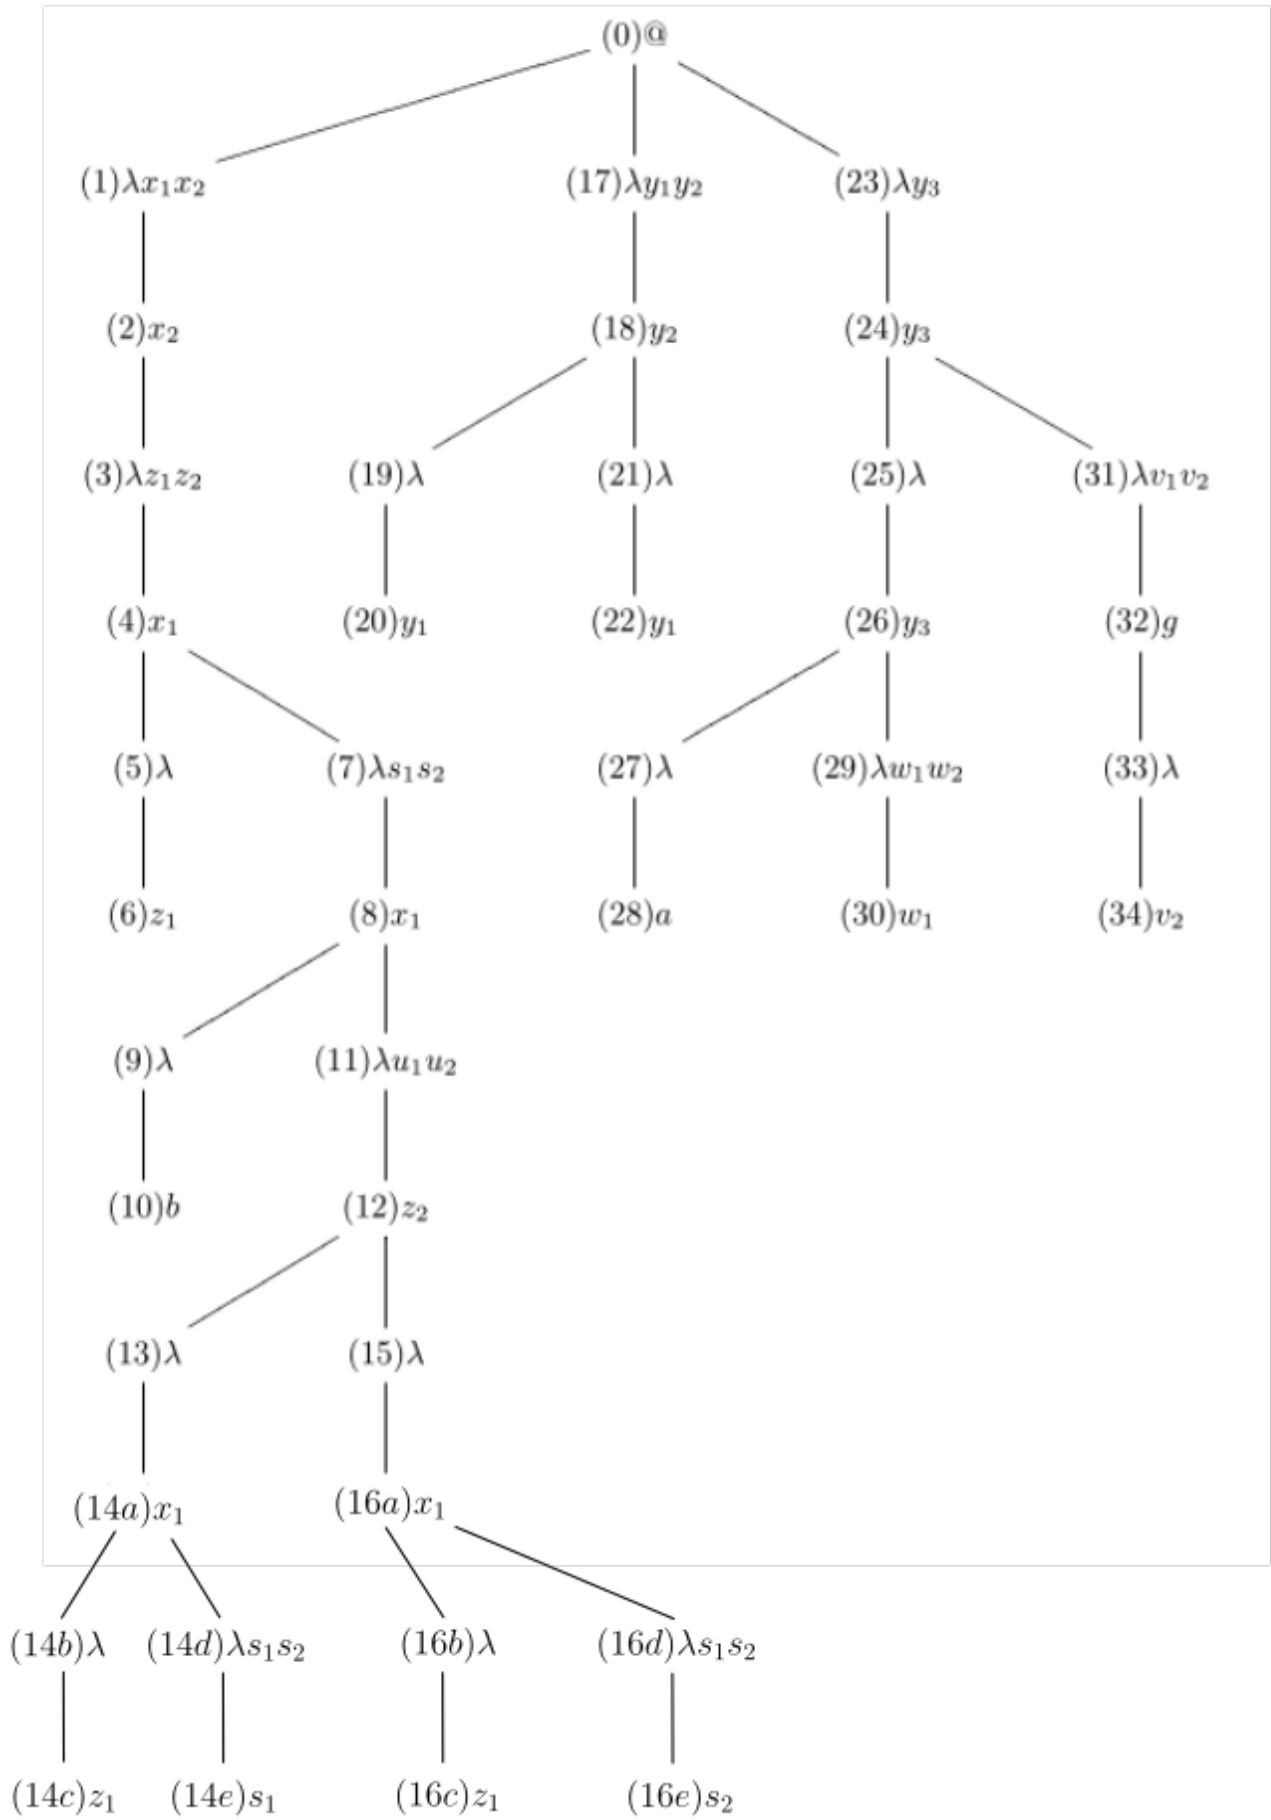 (0)@
(1)λx₁x₂ (17)λy₁y₂ (23)λy₃
(2)x₂ (18)y₂ (24)y₃
(3)λz₁z₂ (19)λ (21)λ (25)λ (31)λv₁v₂
(4)x₁ (20)y₁ (22)y₁ (26)y₃ (32)g
(5)λ (7)λs₁s₂ (27)λ (29)λw₁w₂ (33)λ
(6)z₁ (8)x₁ (28)a (30)w₁ (34)v₂
(9)λ (11)λu₁u₂
(10)b (12)z₂
(13)λ (15)λ
(14a)x₁ (16a)x₁
(14b)λ (14d)λs₁s₂ (16b)λ (16d)λs₁s₂
(14c)z₁ (14e)s₁ (16c)z₁ (16e)s₂